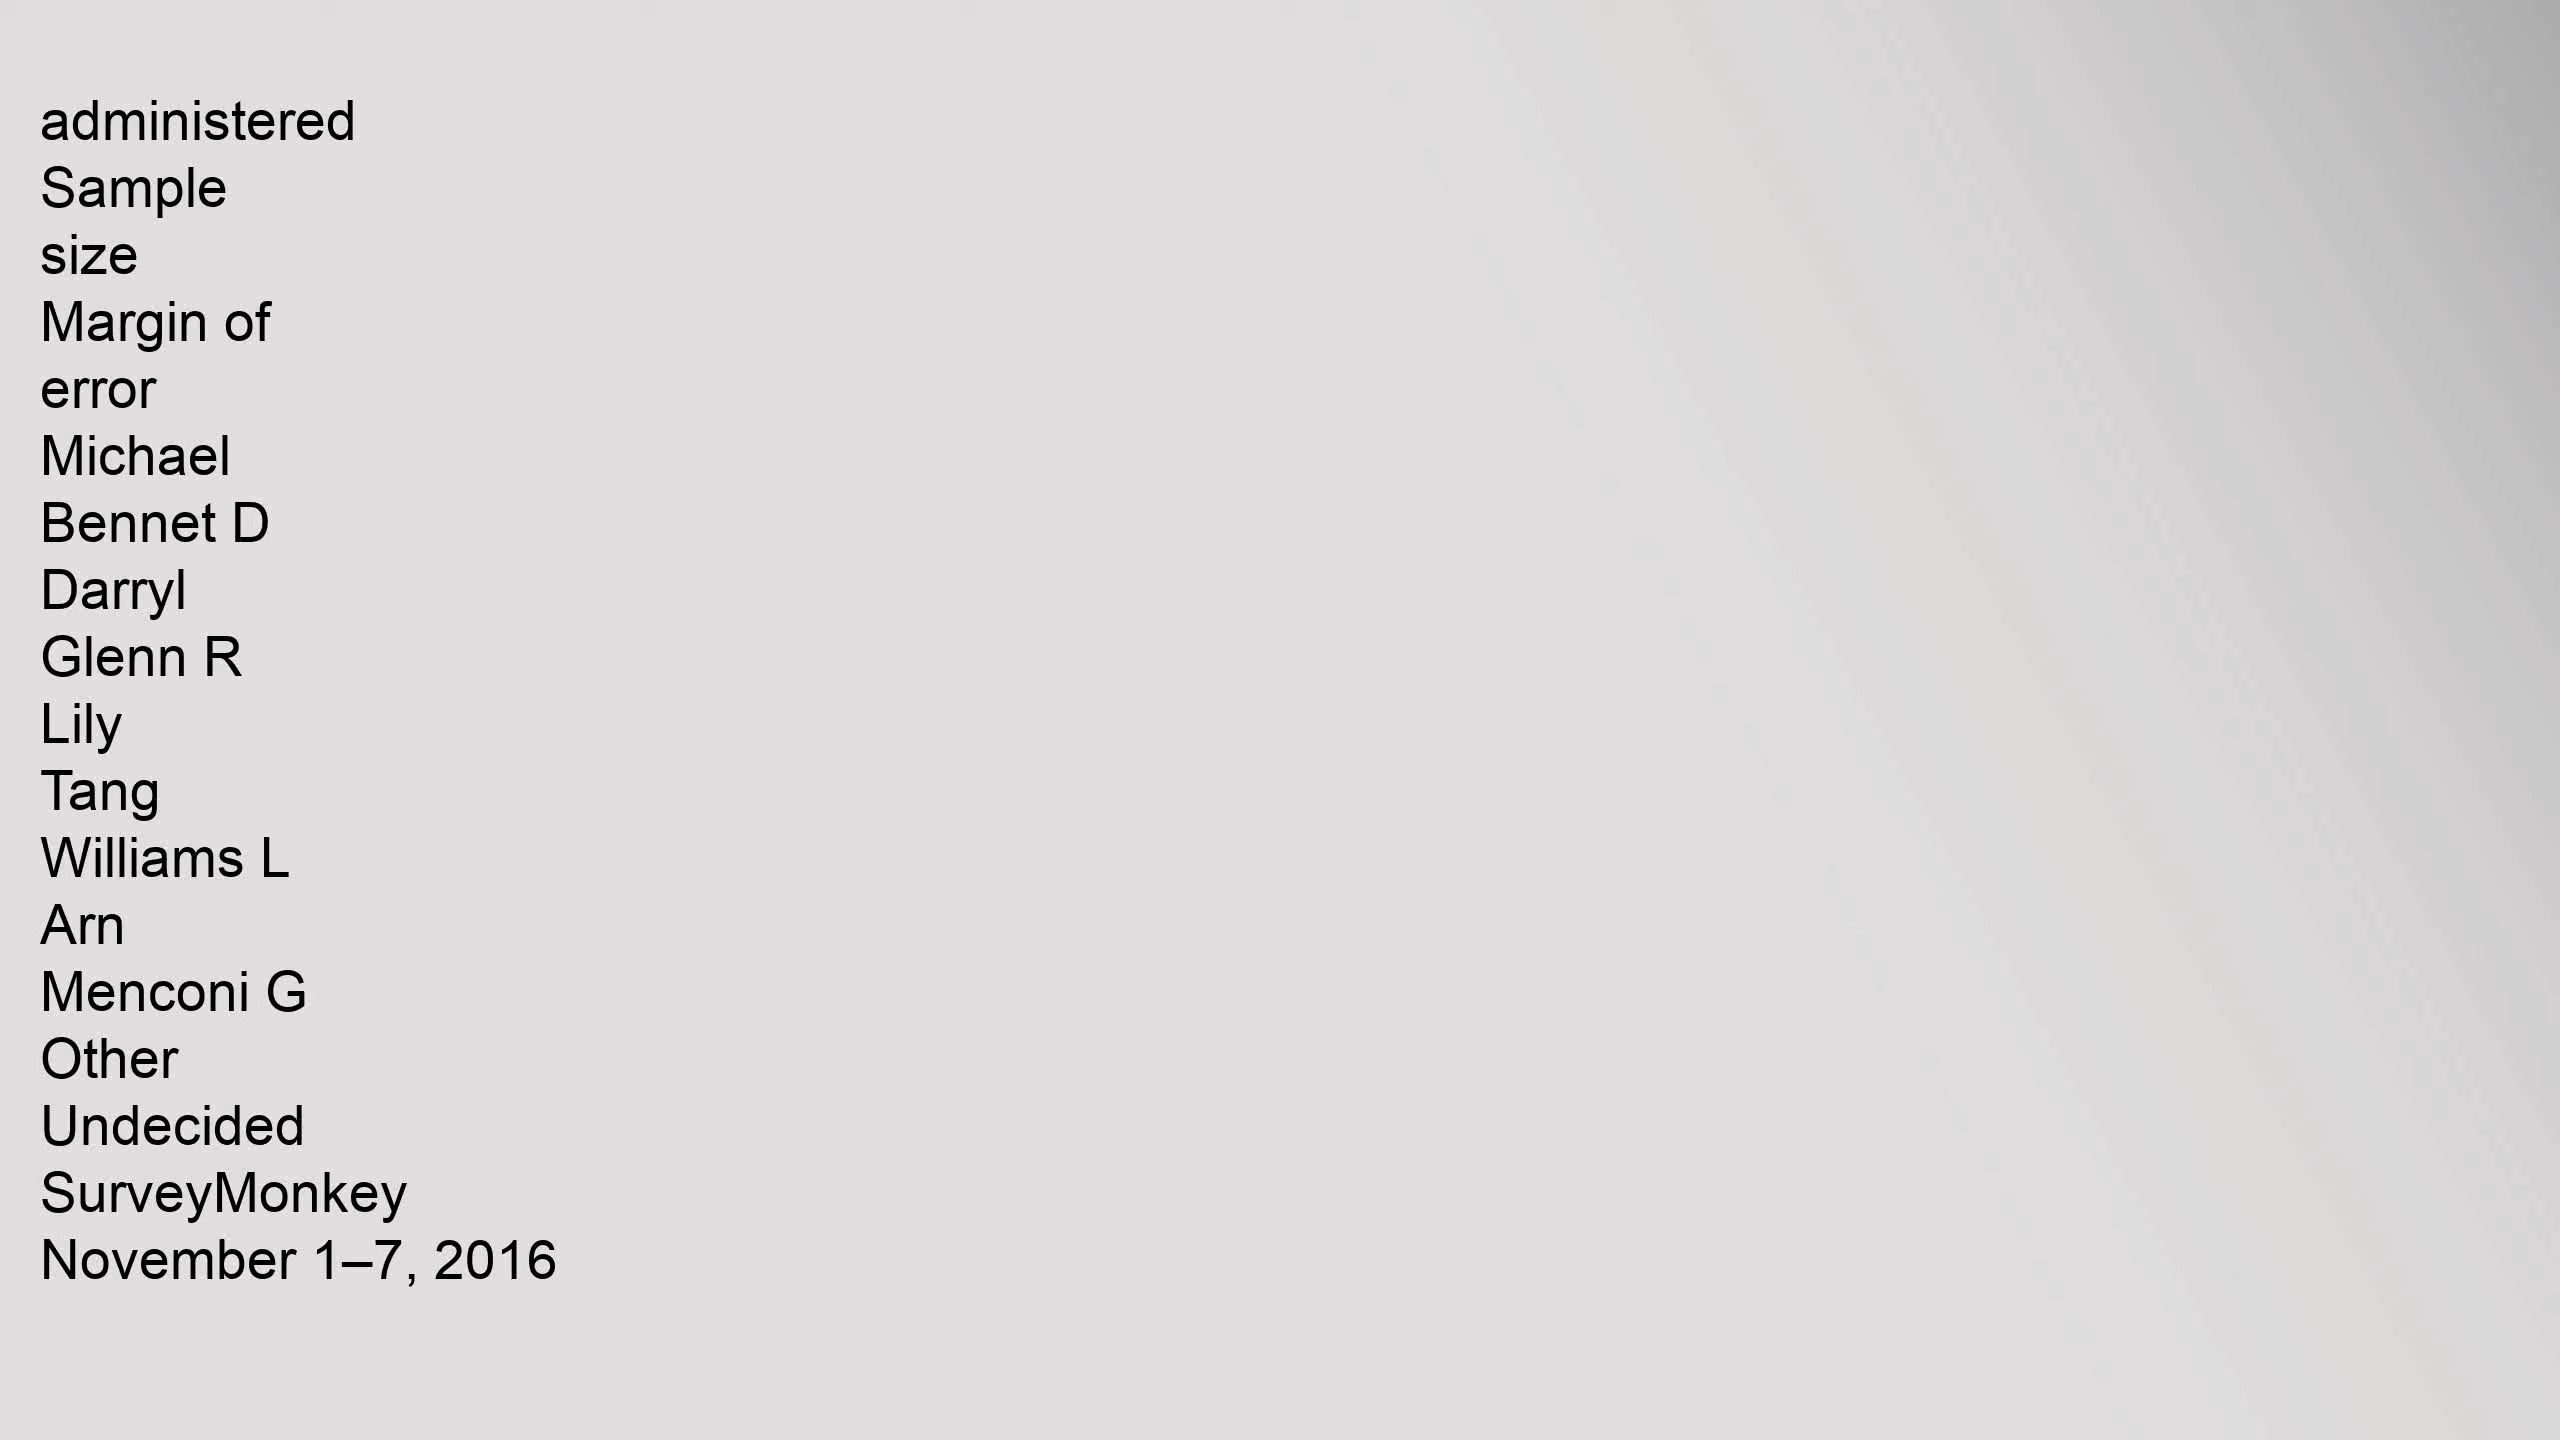 administered
Sample
size
Margin of
error
Michael
Bennet D
Darryl
Glenn R
Lily
Tang
Williams L
Arn
Menconi G
Other
Undecided
SurveyMonkey
November 1–7, 2016